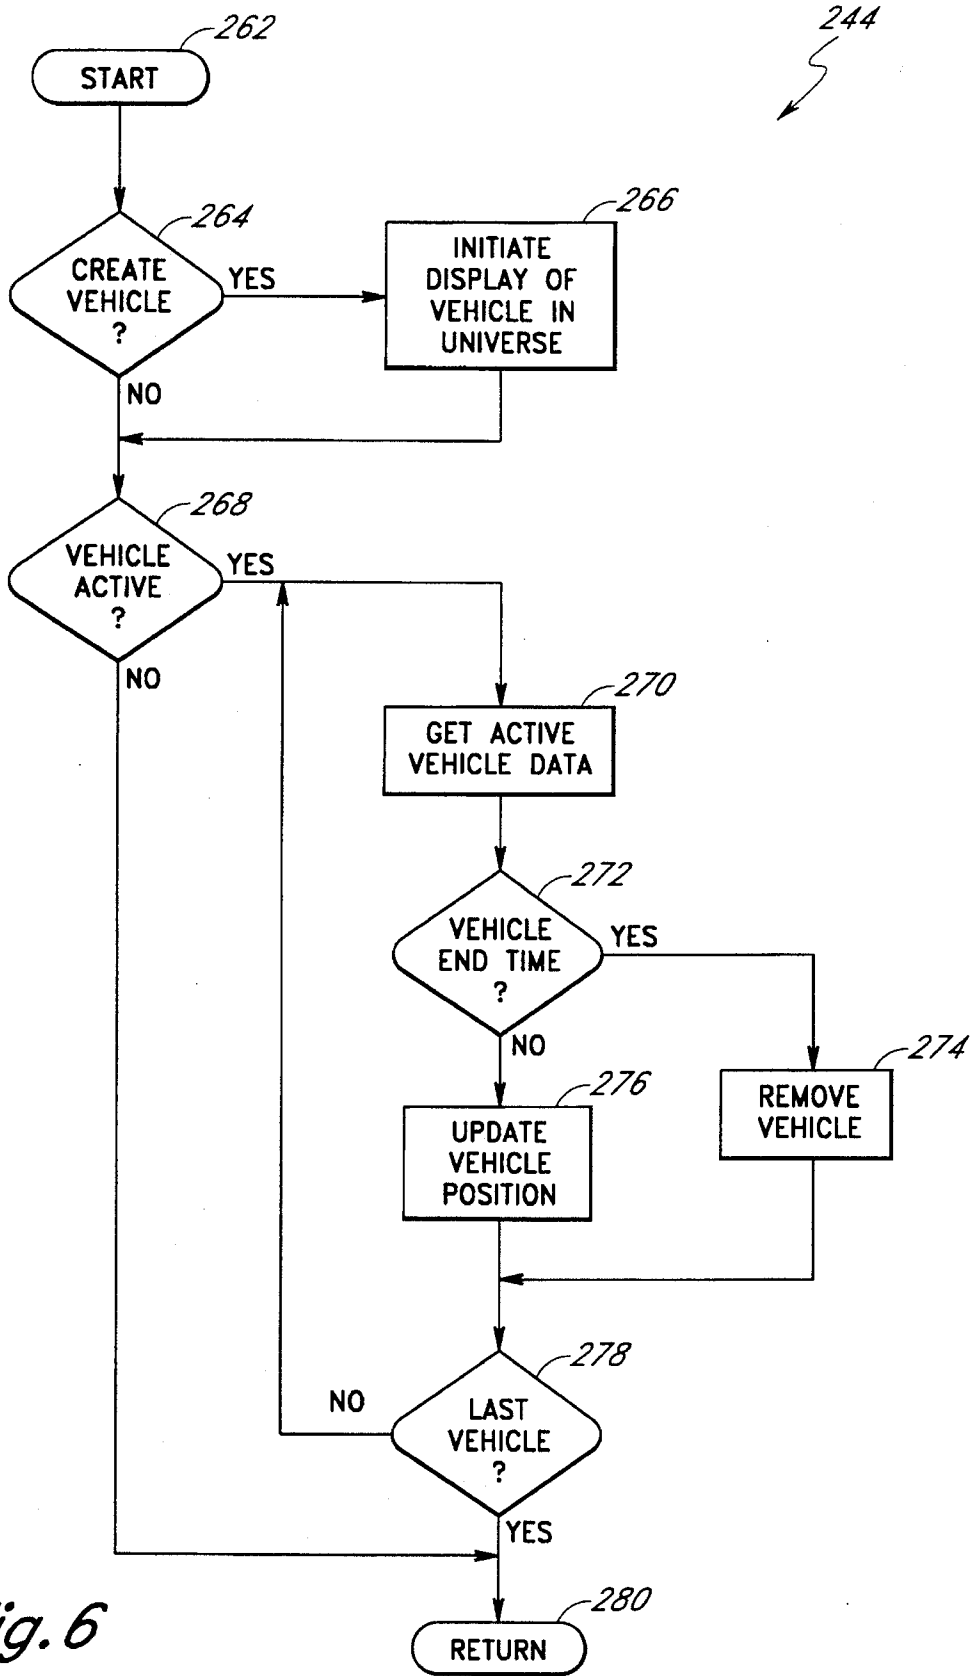 244
262
START
264
CREATE
VEHICLE
?
YES
NO
266
INITIATE
DISPLAY OF
VEHICLE IN
UNIVERSE
268
VEHICLE
ACTIVE
?
YES
NO
270
GET ACTIVE
VEHICLE DATA
272
VEHICLE
END TIME
?
YES
NO
274
REMOVE
VEHICLE
276
UPDATE
VEHICLE
POSITION
278
LAST
VEHICLE
?
NO
YES
280
RETURN
ig. 6